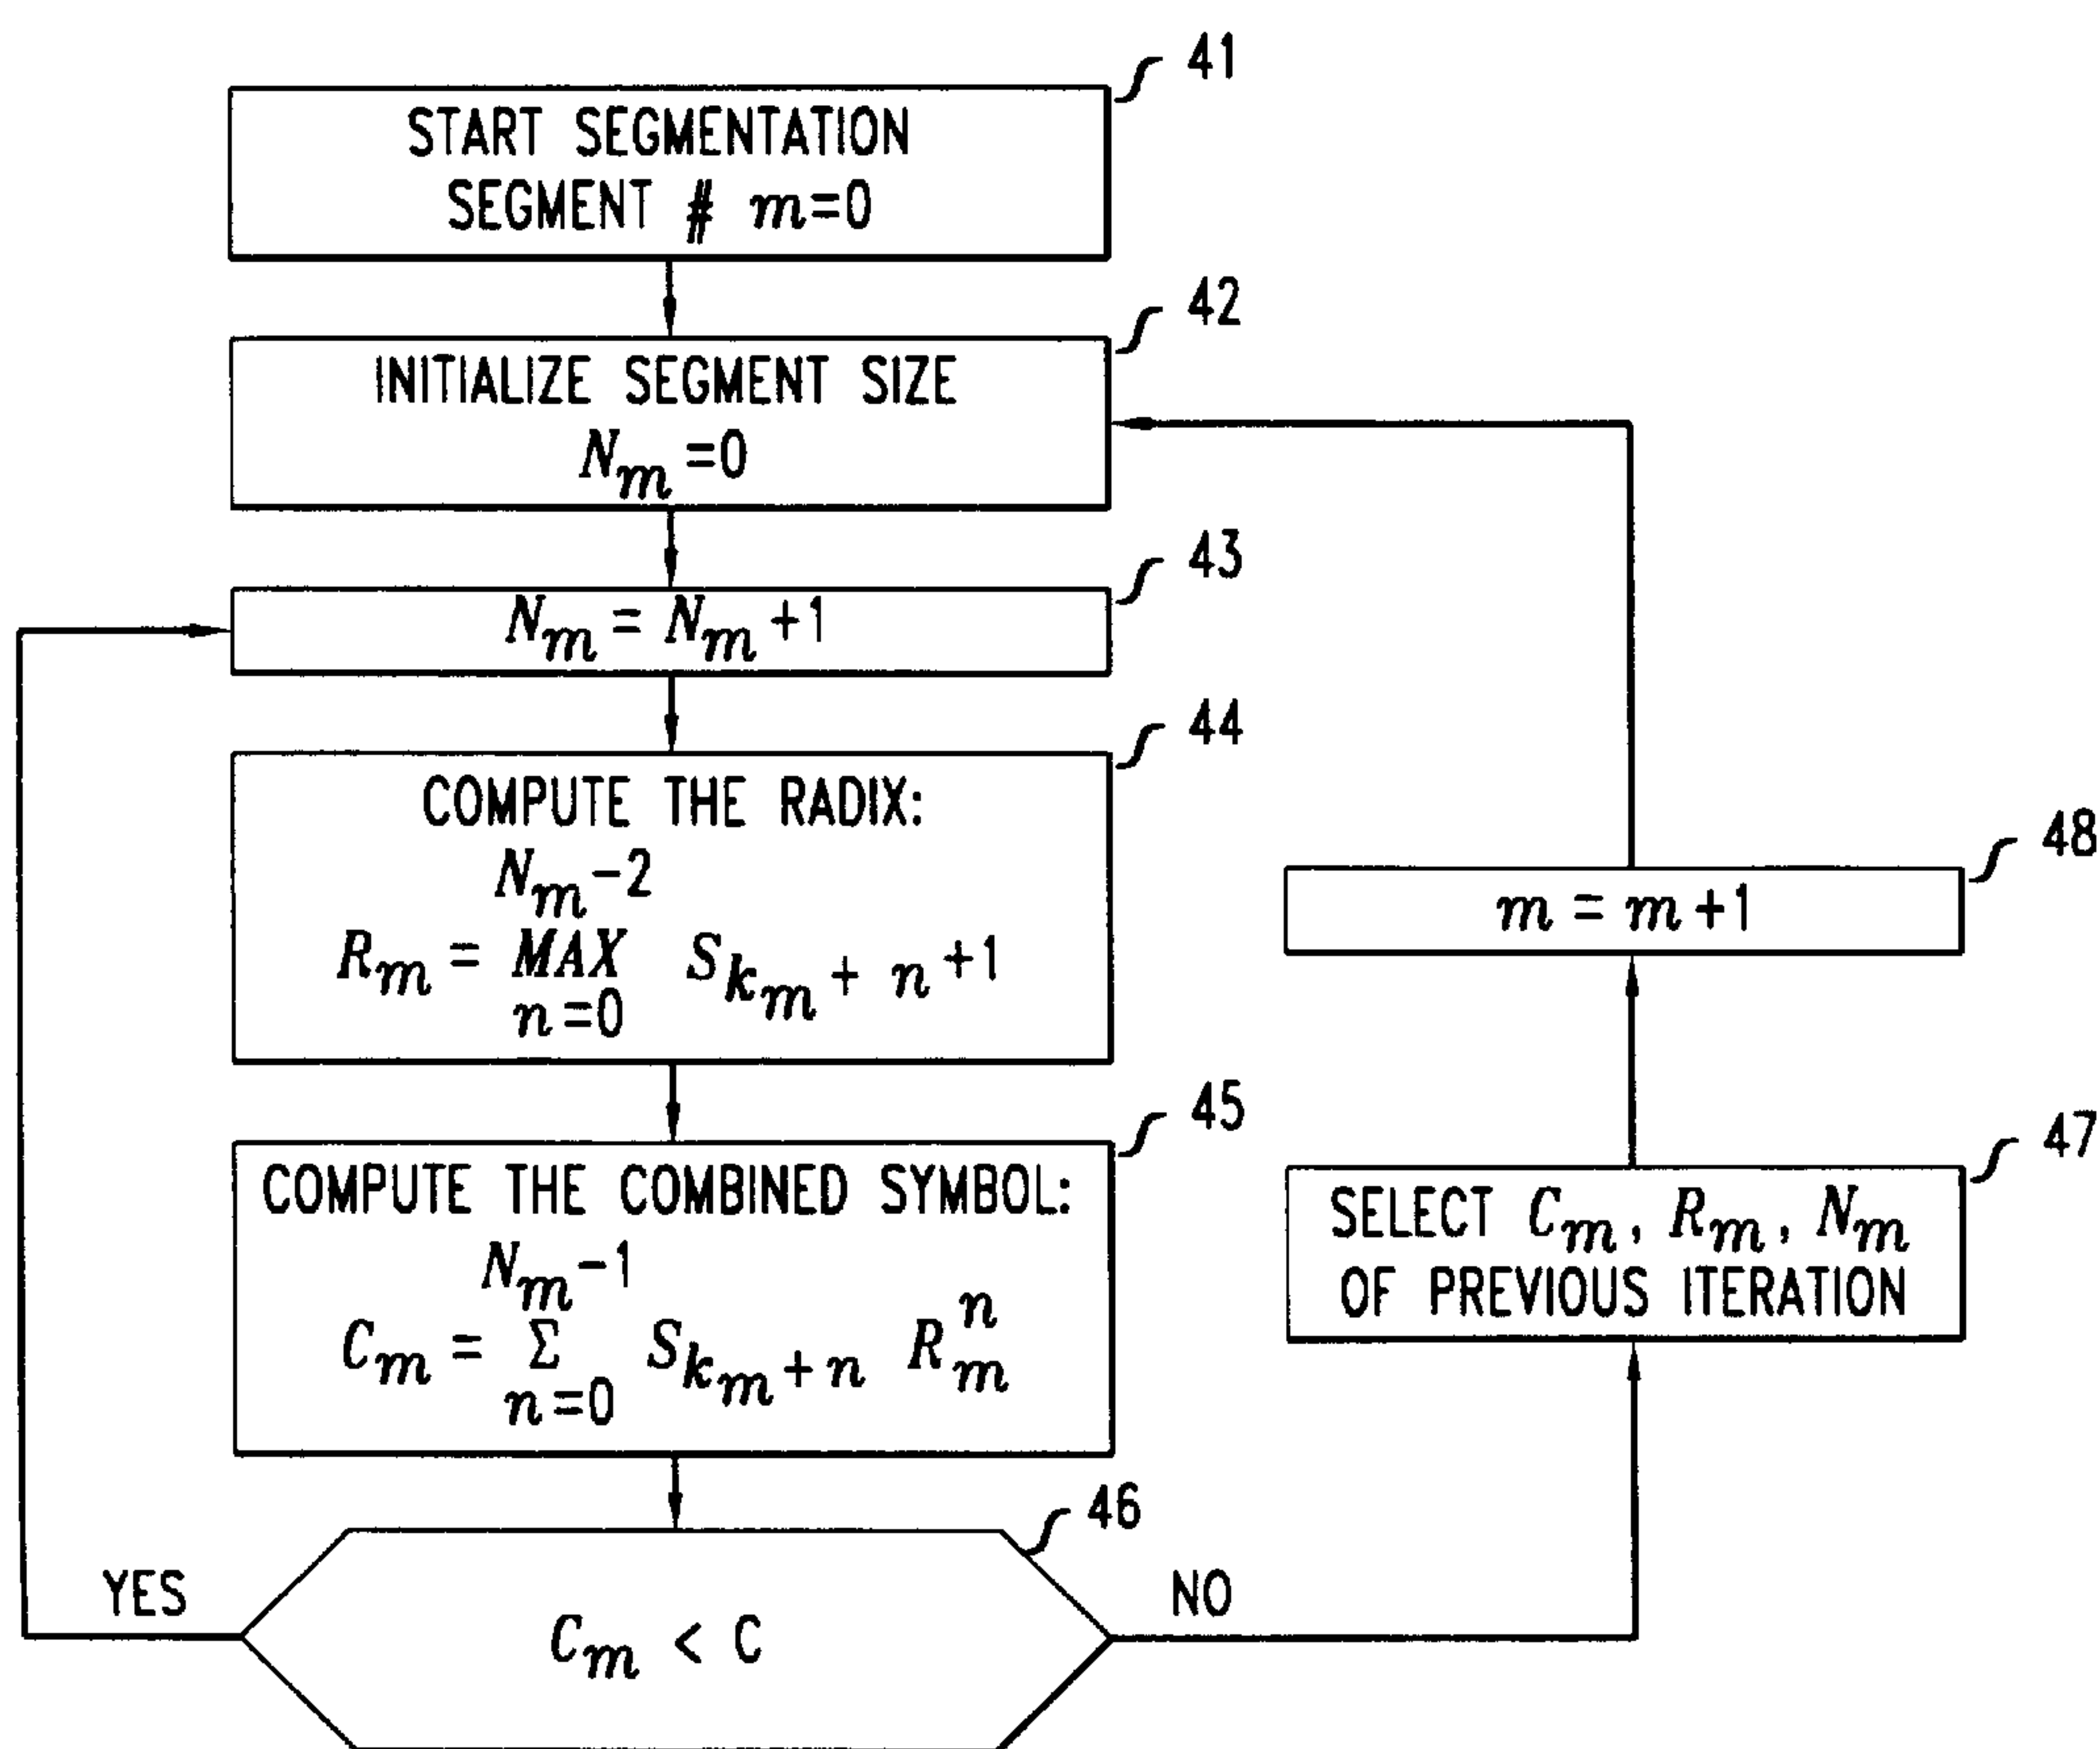 41
START SEGMENTATION
SEGMENT # m=0
42
INITIALIZE SEGMENT SIZE
N_m =0
43
N_m = N_m +1
44
COMPUTE THE RADIX:
N_m -2
R_m = MAX S_k_m + n +1
n=0
45
COMPUTE THE COMBINED SYMBOL:
N_m -1
C_m = Σ S_k_m+n R_m^n
n=0
46
YES
C_m < C
NO
47
SELECT C_m, R_m, N_m
OF PREVIOUS ITERATION
48
m = m+1